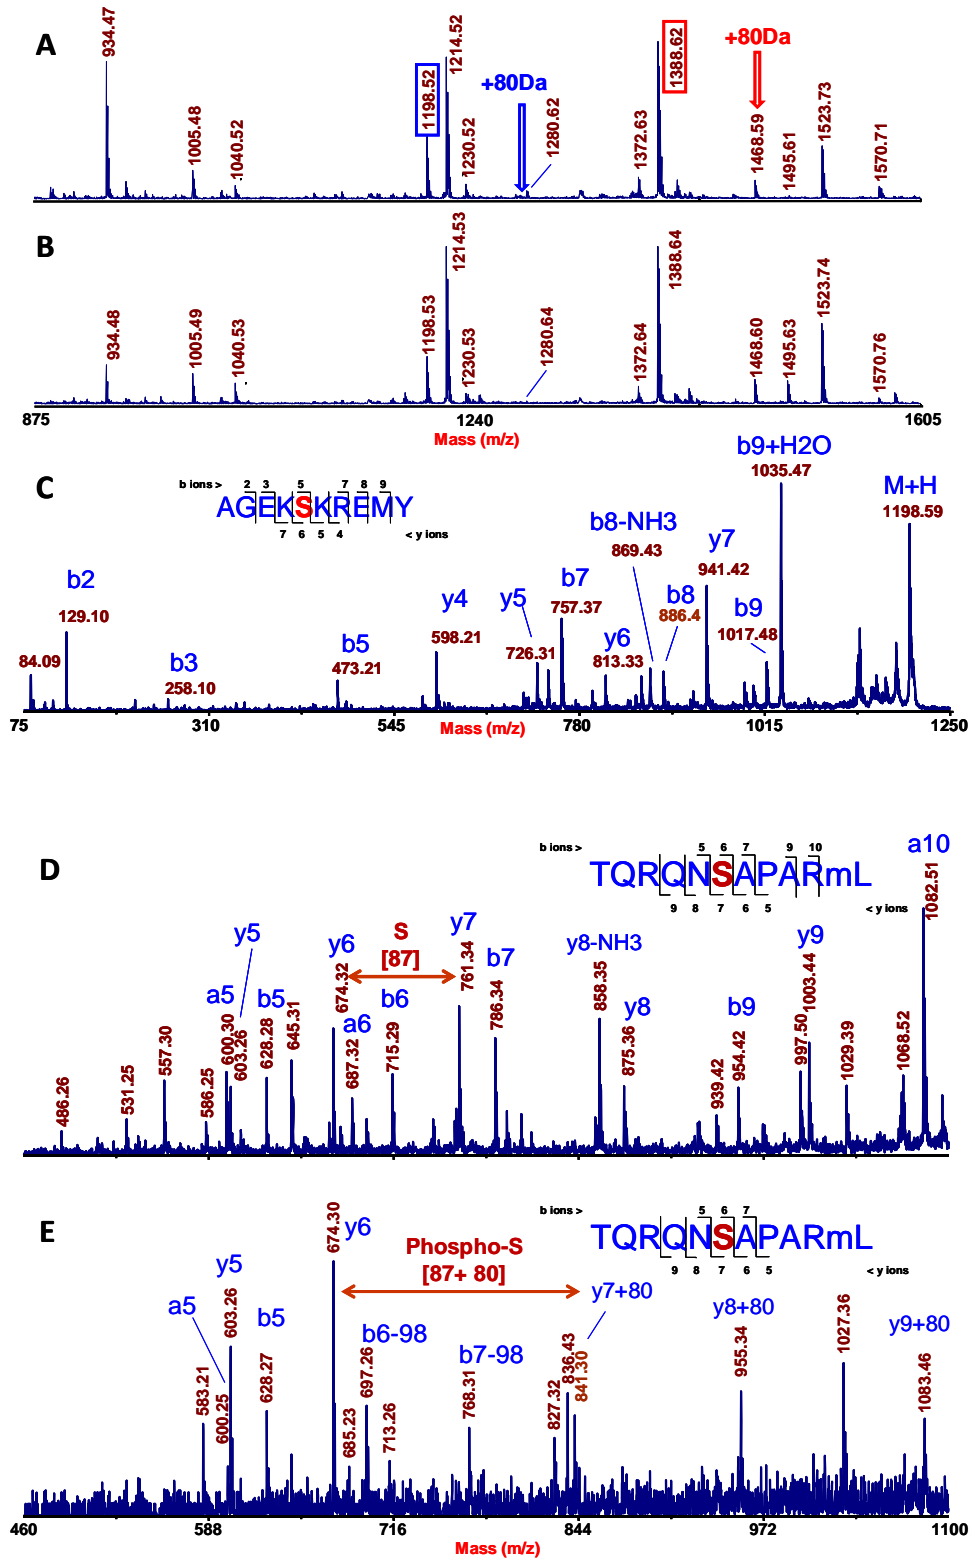 A
934.47
1005.48
1040.52
1198.52
1214.52
1230.52
+80Da
1280.62
1372.63
1388.62
+80Da
1468.59
1495.61
1523.73
1570.71
B
934.48
1005.49
1040.53
1198.53
1214.53
1230.53
1280.64
1372.64
1388.64
1468.60
1495.63
1523.74
1570.76
875
1240
1605
Mass (m/z)
C
b ions >
2 3 5 7 8 9
AGEKSKREMY
7 6 5 4
< y ions
84.09
b2
129.10
b3
258.10
b5
473.21
y4
598.21
y5
726.31
b7
757.37
y6
813.33
b8-NH3
869.43
b8
886.4
y7
941.42
b9
1017.48
b9+H2O
1035.47
M+H
1198.59
75
310
545
780
1015
1250
Mass (m/z)
D
b ions >
5 6 7 9 10
TQRQNSAPARmL
9 8 7 6 5
< y ions
486.26
531.25
557.30
586.25
a5
600.30
y5
603.26
b5
628.28
645.31
y6
674.32
S
[87]
a6
687.32
b6
715.29
y7
761.34
b7
786.34
y8-NH3
858.35
y8
875.36
939.42
b9
954.42
997.50
y9
1003.44
1029.39
1068.52
a10
1082.51
E
b ions >
5 6 7
TQRQNSAPARmL
9 8 7 6 5
< y ions
583.21
a5
600.25
y5
603.26
b5
628.27
674.30
y6
685.23
Phospho-S
[87+ 80]
b6-98
697.26
713.26
b7-98
768.31
827.32
836.43
y7+80
841.30
y8+80
955.34
1027.36
y9+80
1083.46
460
588
716
844
972
1100
Mass (m/z)